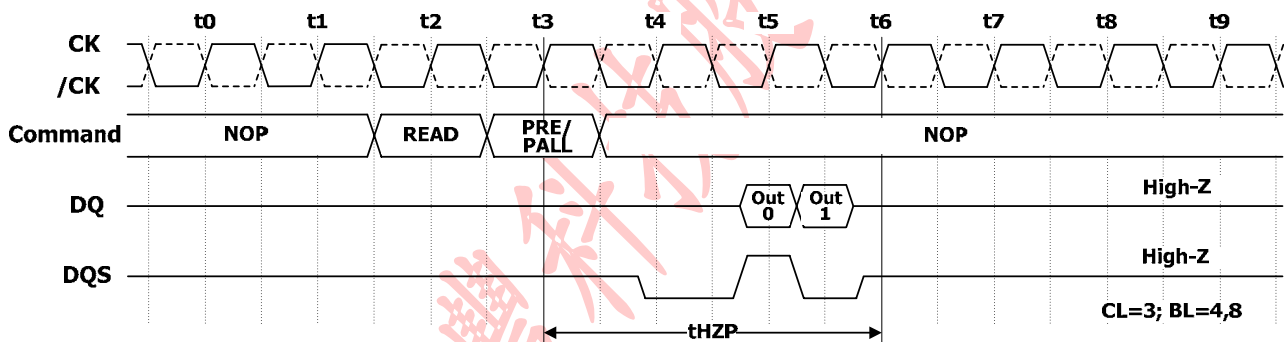 t0 t1 t2 t3 t4 t5 t6 t7 t8 t9
CK
/CK
Command NOP READ PRE/ PALL NOP
DQ Out 0 Out 1 High-Z
DQS High-Z
CL=3; BL=4,8
tHZP